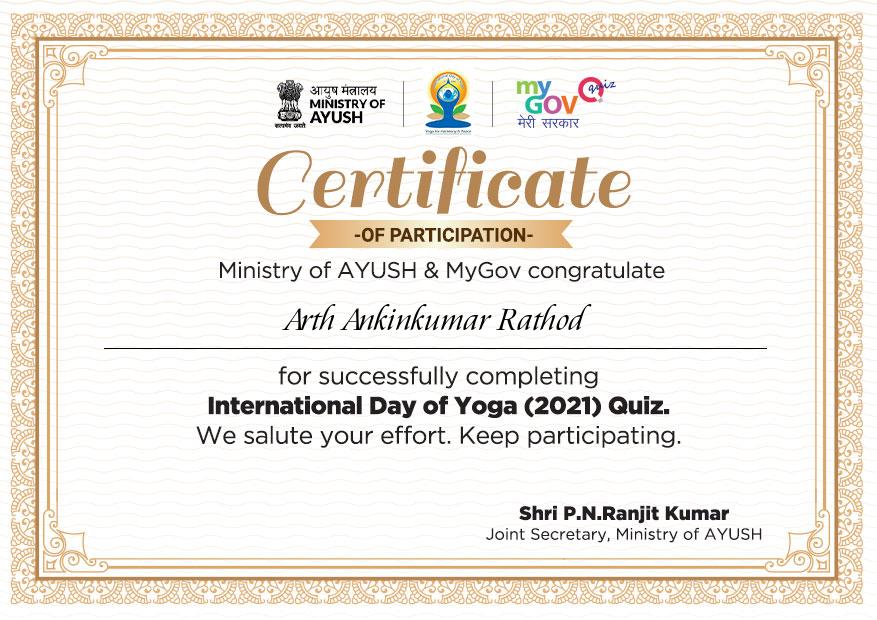 आयुष मंत्रालय
MINISTRY OF
AYUSH
सत्यमेव जयते
Yoga for Harmony & Peace
my
GOV quiz
मेरी सरकार
Certificate
-OF PARTICIPATION-
Ministry of AYUSH & MyGov congratulate
Arth Ankinkumar Rathod
for successfully completing
International Day of Yoga (2021) Quiz.
We salute your effort. Keep participating.
Shri P.N.Ranjit Kumar
Joint Secretary, Ministry of AYUSH